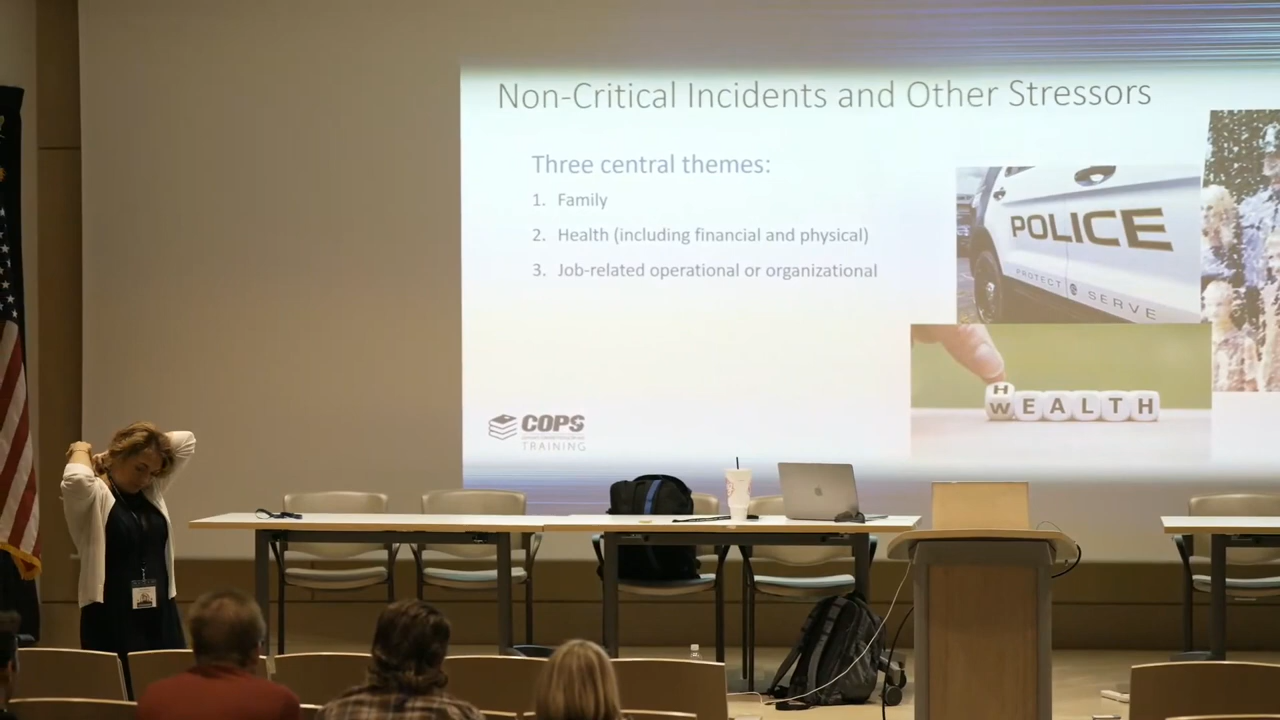 Non-Critical Incidents and Other Stressors
Three central themes:
1. Family
2. Health (including financial and physical)
3. Job-related operational or organizational
POLICE
PROTECT & SERVE
H
WEALTH
COPS
TRAINING